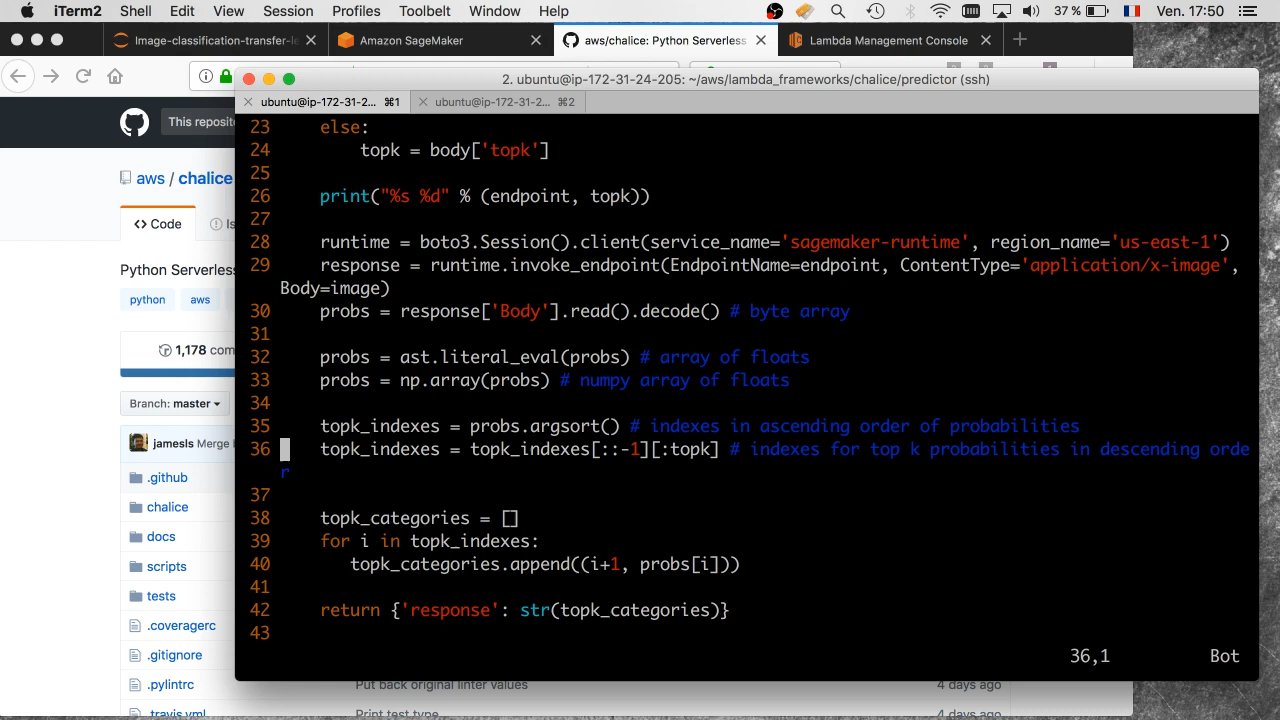 iTerm2 Shell Edit View Session Profiles Toolbelt Window Help 37 % Ven. 17:50
Image-classification-transfer-le Amazon SageMaker aws/chalice: Python Serverless Lambda Management Console
2. ubuntu@ip-172-31-24-205: ~/aws/lambda_frameworks/chalice/predictor (ssh)
ubuntu@ip-172-31-2... ⌘1 ubuntu@ip-172-31-2... ⌘2
This reposit
aws / chalice
Code Is
Python Serverless
python aws
1,178 com
Branch: master
jamesls Merge
.github
chalice
docs
scripts
tests
.coveragerc
.gitignore
.pylintrc Put back original linter values 4 days ago
.travis.yml Print test type 4 days ago
23 else:
24 topk = body['topk']
25
26 print("%s %d" % (endpoint, topk))
27
28 runtime = boto3.Session().client(service_name='sagemaker-runtime', region_name='us-east-1')
29 response = runtime.invoke_endpoint(EndpointName=endpoint, ContentType='application/x-image',
Body=image)
30 probs = response['Body'].read().decode() # byte array
31
32 probs = ast.literal_eval(probs) # array of floats
33 probs = np.array(probs) # numpy array of floats
34
35 topk_indexes = probs.argsort() # indexes in ascending order of probabilities
36 topk_indexes = topk_indexes[::-1][:topk] # indexes for top k probabilities in descending orde
r
37
38 topk_categories = []
39 for i in topk_indexes:
40 topk_categories.append((i+1, probs[i]))
41
42 return {'response': str(topk_categories)}
43
36,1 Bot